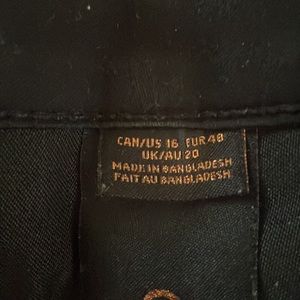 CAN/US 16 EUR 48
UK/AU 20
MADE IN BANGLADESH
FAIT AU BANGLADESH